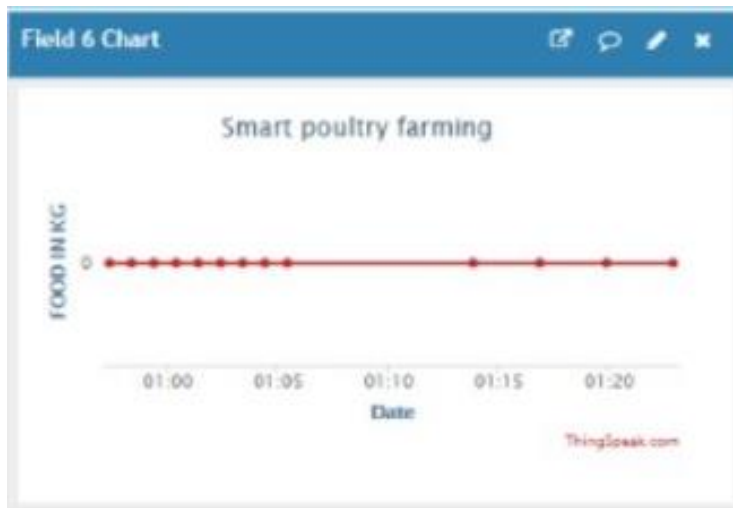 Field 6 Chart
Smart poultry farming
FOOD IN KG
0
01:00 01:05 01:10 01:15 01:20
Date
ThingSpeak.com